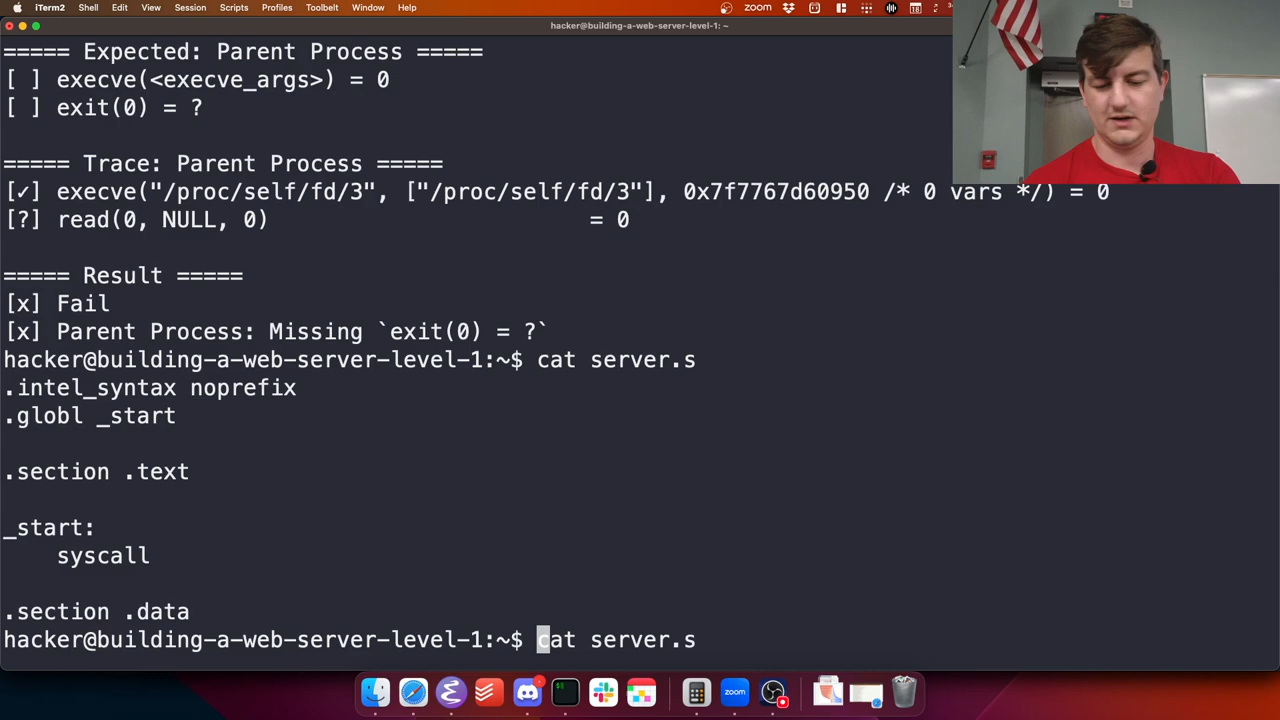 iTerm2 Shell Edit View Session Scripts Profiles Toolbelt Window Help zoom
hacker@building-a-web-server-level-1: ~
===== Expected: Parent Process =====
[ ] execve(<execve_args>) = 0
[ ] exit(0) = ?
===== Trace: Parent Process =====
[✓] execve("/proc/self/fd/3", ["/proc/self/fd/3"], 0x7f7767d60950 /* 0 vars */) = 0
[?] read(0, NULL, 0) = 0
===== Result =====
[x] Fail
[x] Parent Process: Missing `exit(0) = ?`
hacker@building-a-web-server-level-1:~$ cat server.s
.intel_syntax noprefix
.globl _start
.section .text
_start:
syscall
.section .data
hacker@building-a-web-server-level-1:~$ cat server.s
zoom